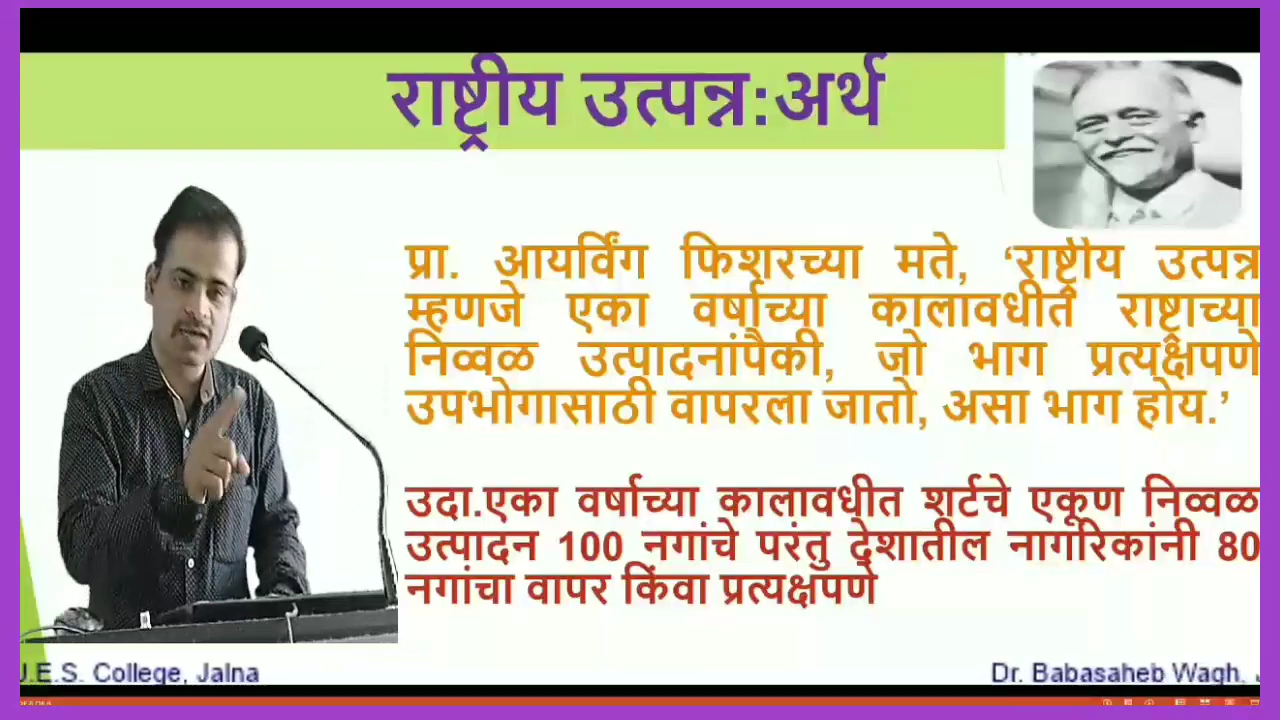 राष्ट्रीय उत्पन्न:अर्थ
प्रा. आयर्विंग फिशरच्या मते, ‘राष्ट्रीय उत्पन्न
म्हणजे एका वर्षाच्या कालावधीत राष्ट्राच्या
निव्वळ उत्पादनांपैकी, जो भाग प्रत्यक्षपणे
उपभोगासाठी वापरला जातो, असा भाग होय.’
उदा.एका वर्षाच्या कालावधीत शर्टचे एकूण निव्वळ
उत्पादन 100 नगांचे परंतु देशातील नागरिकांनी 80
नगांचा वापर किंवा प्रत्यक्षपणे
J.E.S. College, Jalna
Dr. Babasaheb Wagh.